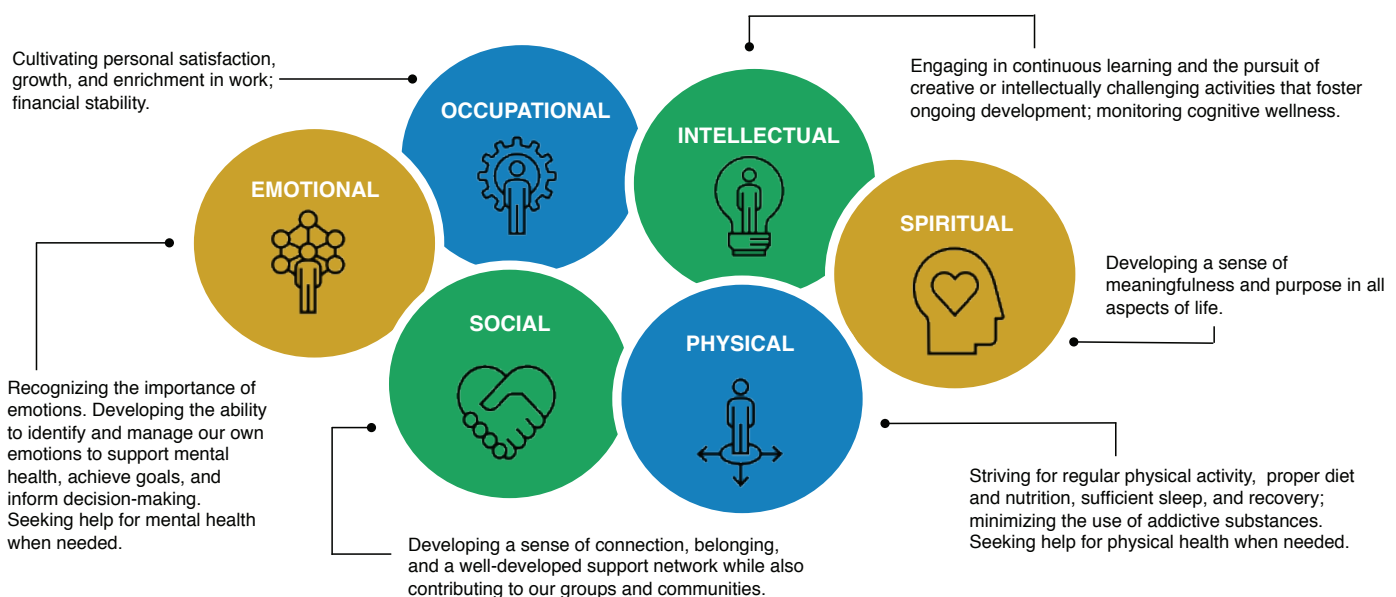 Cultivating personal satisfaction,
growth, and enrichment in work;
financial stability.
OCCUPATIONAL
Engaging in continuous learning and the pursuit of
creative or intellectually challenging activities that foster
ongoing development; monitoring cognitive wellness.
INTELLECTUAL
EMOTIONAL
SPIRITUAL
Developing a sense of
meaningfulness and purpose in all
aspects of life.
SOCIAL
PHYSICAL
Recognizing the importance of
emotions. Developing the ability
to identify and manage our own
emotions to support mental
health, achieve goals, and
inform decision-making.
Seeking help for mental health
when needed.
Developing a sense of connection, belonging,
and a well-developed support network while also
contributing to our groups and communities.
Striving for regular physical activity, proper diet
and nutrition, sufficient sleep, and recovery;
minimizing the use of addictive substances.
Seeking help for physical health when needed.